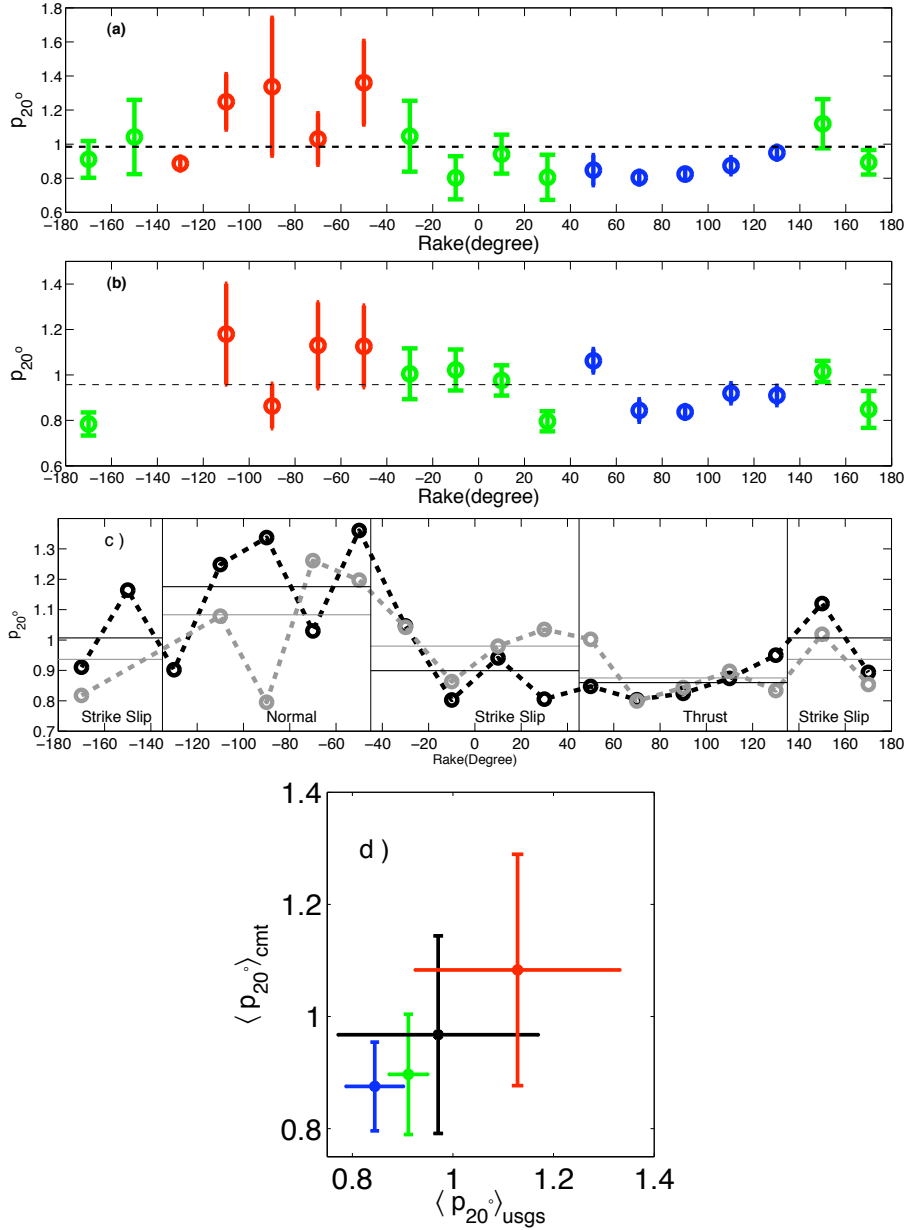 (a)
1.8
1.6
1.4
1.2
1
0.8
0.6
p20o
−180 −160 −140 −120 −100 −80 −60 −40 −20 0 20 40 60 80 100 120 140 160 180
Rake(degree)
(b)
1.4
1.2
1
0.8
0.6
p20o
−180 −160 −140 −120 −100 −80 −60 −40 −20 0 20 40 60 80 100 120 140 160 180
Rake(degree)
c )
1.3
1.2
1.1
1
0.9
0.8
0.7
p20o
Strike Slip Normal Strike Slip Thrust Strike Slip
−180 −160 −140 −120 −100 −80 −60 −40 −20 0 20 40 60 80 100 120 140 160 180
Rake(Degree)
d )
1.4
1.2
1
0.8
⟨ p20° ⟩cmt
0.8 1 1.2 1.4
⟨ p20° ⟩usgs